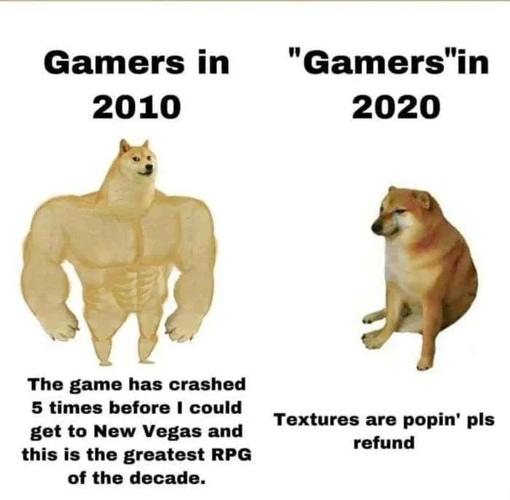 Gamers in
2010
"Gamers"in
2020
The game has crashed
5 times before I could
get to New Vegas and
this is the greatest RPG
of the decade.
Textures are popin' pls
refund